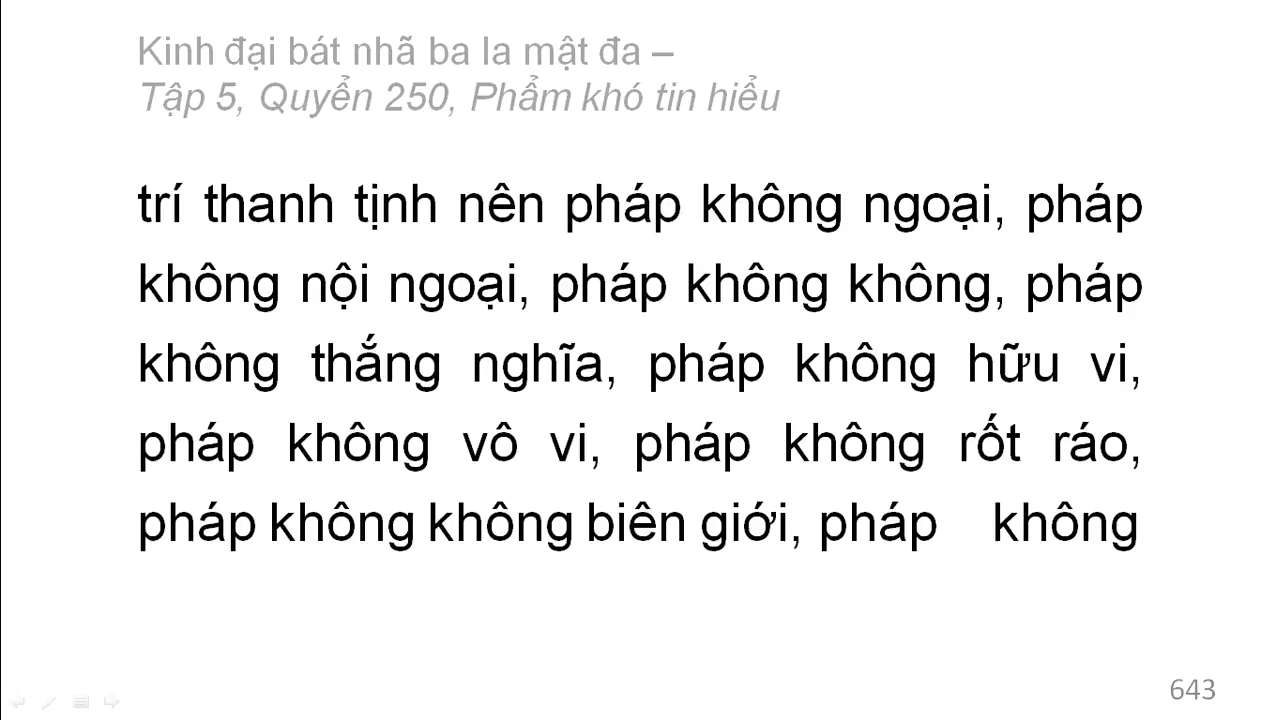 Kinh đại bát nhã ba la mật đa –
Tập 5, Quyển 250, Phẩm khó tin hiểu
trí thanh tịnh nên pháp không ngoại, pháp
không nội ngoại, pháp không không, pháp
không thắng nghĩa, pháp không hữu vi,
pháp không vô vi, pháp không rốt ráo,
pháp không không biên giới, pháp không
643